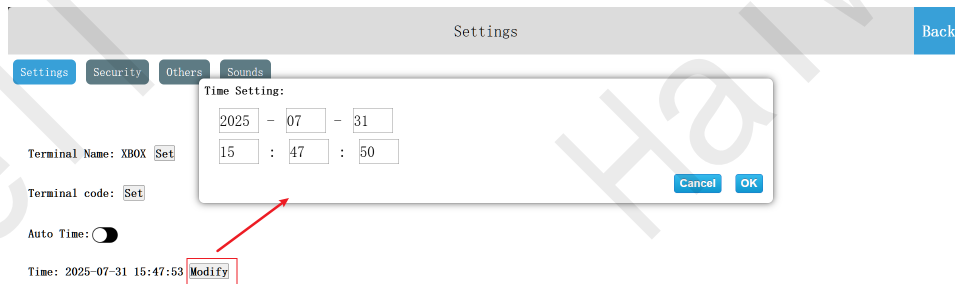 Settings
Back
Settings Security Others Sounds
Time Setting:
2025 - 07 - 31
15 : 47 : 50
Cancel OK
Terminal Name: XBOX Set
Terminal code: Set
Auto Time:
Time: 2025-07-31 15:47:53 Modify